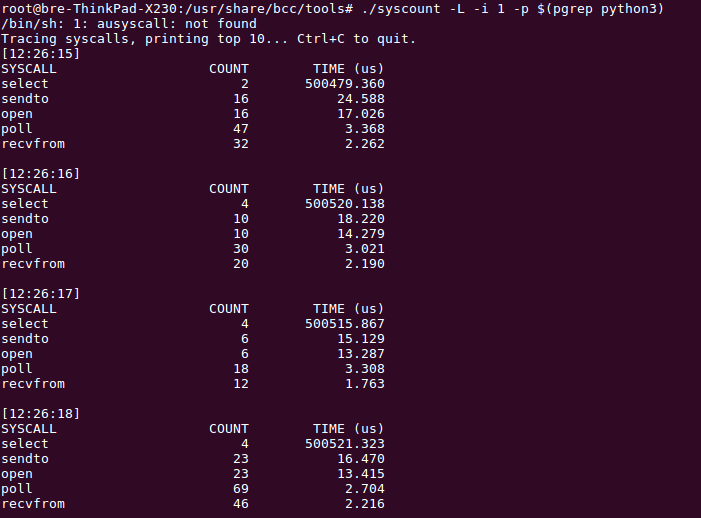 root@bre-ThinkPad-X230:/usr/share/bcc/tools# ./syscount -L -i 1 -p $(pgrep python3)
/bin/sh: 1: ausyscall: not found
Tracing syscalls, printing top 10... Ctrl+C to quit.
[12:26:15]
SYSCALL                   COUNT        TIME (us)
select                        2       500479.360
sendto                       16           24.588
open                         16           17.026
poll                         47            3.368
recvfrom                     32            2.262

[12:26:16]
SYSCALL                   COUNT        TIME (us)
select                        4       500520.138
sendto                       10           18.220
open                         10           14.279
poll                         30            3.021
recvfrom                     20            2.190

[12:26:17]
SYSCALL                   COUNT        TIME (us)
select                        4       500515.867
sendto                        6           15.129
open                          6           13.287
poll                         18            3.308
recvfrom                     12            1.763

[12:26:18]
SYSCALL                   COUNT        TIME (us)
select                        4       500521.323
sendto                       23           16.470
open                         23           13.415
poll                         69            2.704
recvfrom                     46            2.216